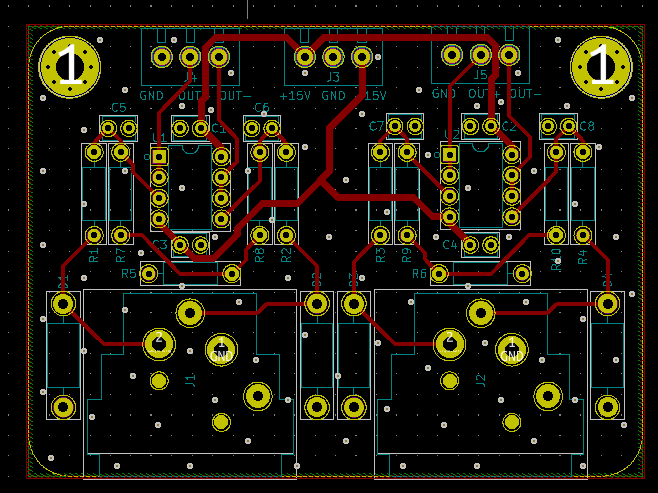 1
1
J4
J3
J5
GND OUT+ OUT-
+15V GND -15V
GND OUT+ OUT-
C5
C1
C6
C7
C2
C8
U1
U2
C3
C4
R1
R7
R8
R2
R3
R9
R10
R4
R5
R6
2
1
GND
2
1
GND
J1
J2